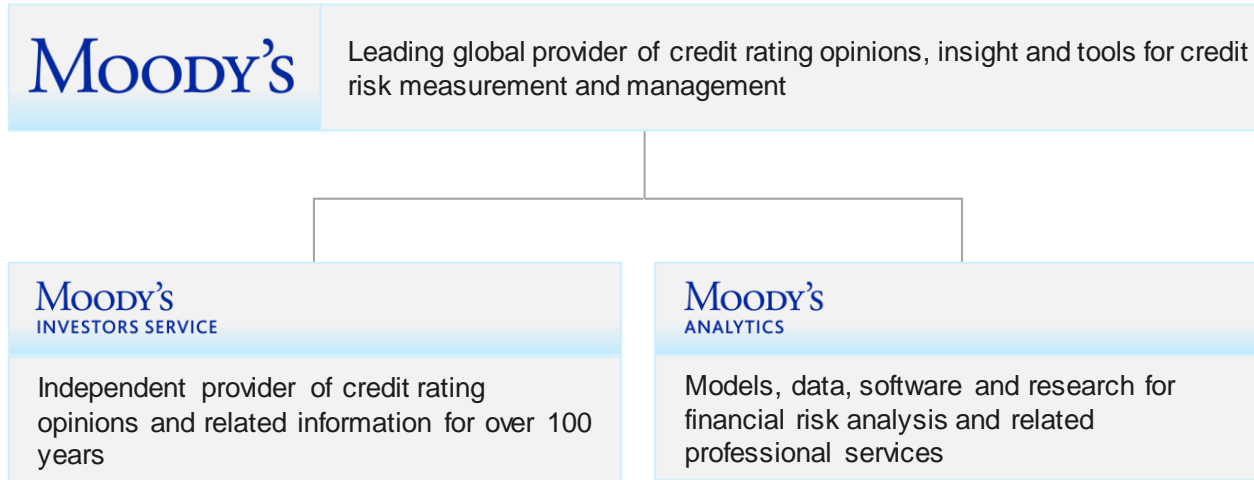 MOODY'S
Leading global provider of credit rating opinions, insight and tools for credit
risk measurement and management
MOODY'S
INVESTORS SERVICE
Independent provider of credit rating
opinions and related information for over 100
years
MOODY'S
ANALYTICS
Models, data, software and research for
financial risk analysis and related
professional services